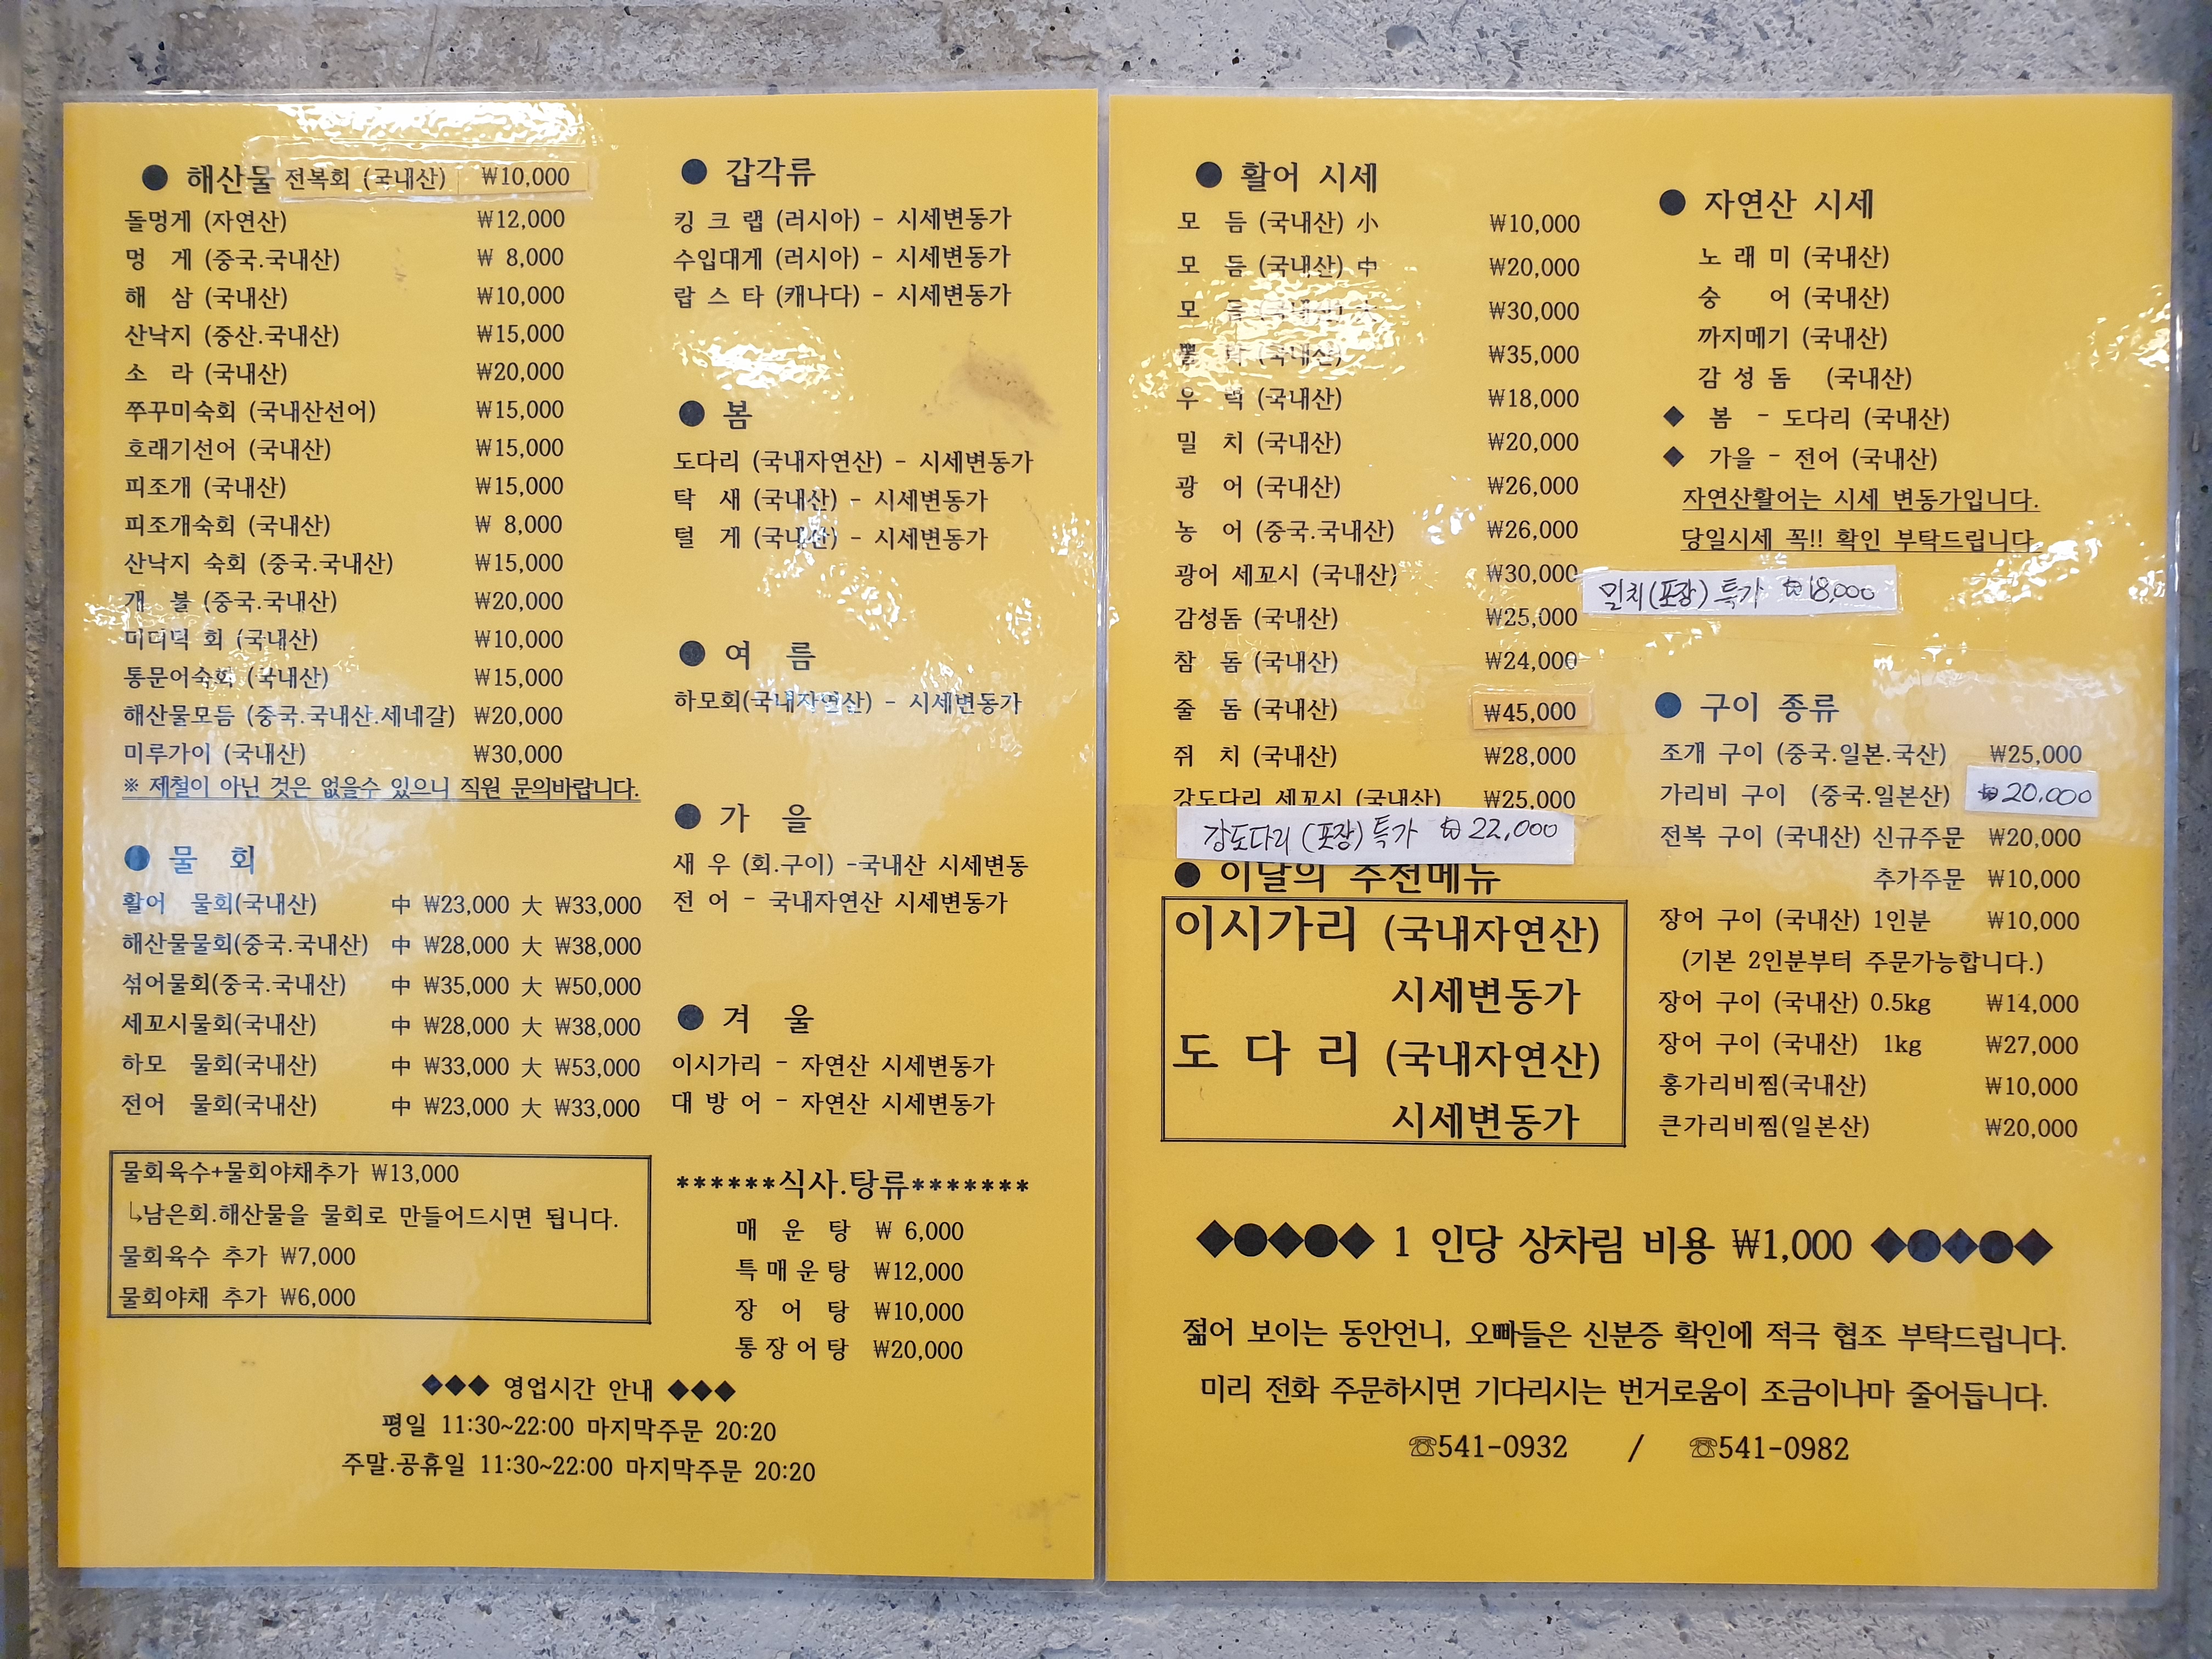 ● 해산물 전복회 (국내산) ₩10,000
돌멍게 (자연산) ₩12,000
멍 게 (중국.국내산) ₩ 8,000
해 삼 (국내산) ₩10,000
산낙지 (중산.국내산) ₩15,000
소 라 (국내산) ₩20,000
쭈꾸미숙회 (국내산선어) ₩15,000
호래기선어 (국내산) ₩15,000
피조개 (국내산) ₩15,000
피조개숙회 (국내산) ₩ 8,000
산낙지 숙회 (중국.국내산) ₩15,000
개 불 (중국.국내산) ₩20,000
미더덕 회 (국내산) ₩10,000
통문어숙회 (국내산) ₩15,000
해산물모듬 (중국.국내산.세네갈) ₩20,000
미루가이 (국내산) ₩30,000
※ 제철이 아닌 것은 없을수 있으니 직원 문의바랍니다.
● 물 회
활어 물회(국내산) 中 ₩23,000 大 ₩33,000
해산물물회(중국.국내산) 中 ₩28,000 大 ₩38,000
섞어물회(중국.국내산) 中 ₩35,000 大 ₩50,000
세꼬시물회(국내산) 中 ₩28,000 大 ₩38,000
하모 물회(국내산) 中 ₩33,000 大 ₩53,000
전어 물회(국내산) 中 ₩23,000 大 ₩33,000
물회육수+물회야채추가 ₩13,000
↳남은회.해산물을 물회로 만들어드시면 됩니다.
물회육수 추가 ₩7,000
물회야채 추가 ₩6,000
● 갑각류
킹 크 랩 (러시아) - 시세변동가
수입대게 (러시아) - 시세변동가
랍 스 타 (캐나다) - 시세변동가
● 봄
도다리 (국내자연산) - 시세변동가
탁 새 (국내산) - 시세변동가
털 게 (국내산) - 시세변동가
● 여 름
하모회(국내자연산) - 시세변동가
● 가 을
새 우 (회.구이) -국내산 시세변동
전 어 - 국내자연산 시세변동가
● 겨 울
이시가리 - 자연산 시세변동가
대 방 어 - 자연산 시세변동가
******식사.탕류*******
매 운 탕 ₩ 6,000
특 매 운 탕 ₩12,000
장 어 탕 ₩10,000
통 장 어 탕 ₩20,000
◆◆◆ 영업시간 안내 ◆◆◆
평일 11:30~22:00 마지막주문 20:20
주말.공휴일 11:30~22:00 마지막주문 20:20
● 활어 시세
모 듬 (국내산) 小 ₩10,000
모 듬 (국내산) 中 ₩20,000
모 듬 (국내산) 大 ₩30,000
(국내산) ₩35,000
우 럭 (국내산) ₩18,000
밀 치 (국내산) ₩20,000
광 어 (국내산) ₩26,000
농 어 (중국.국내산) ₩26,000
광어 세꼬시 (국내산) ₩30,000
감성돔 (국내산) ₩25,000
참 돔 (국내산) ₩24,000
줄 돔 (국내산) ₩45,000
쥐 치 (국내산) ₩28,000
강도다리 세꼬시 (국내산) ₩25,000
강도다리 (포장) 특가 ₩22,000
● 이달의 추천메뉴
이시가리 (국내자연산)
시세변동가
도 다 리 (국내자연산)
시세변동가
● 자연산 시세
노 래 미 (국내산)
숭 어 (국내산)
까지메기 (국내산)
감 성 돔 (국내산)
◆ 봄 - 도다리 (국내산)
◆ 가을 - 전어 (국내산)
자연산활어는 시세 변동가입니다.
당일시세 꼭!! 확인 부탁드립니다.
밀치(포장) 특가 ₩18,000
● 구이 종류
조개 구이 (중국.일본.국산) ₩25,000
가리비 구이 (중국.일본산) ₩20,000
전복 구이 (국내산) 신규주문 ₩20,000
추가주문 ₩10,000
장어 구이 (국내산) 1인분 ₩10,000
(기본 2인분부터 주문가능합니다.)
장어 구이 (국내산) 0.5kg ₩14,000
장어 구이 (국내산) 1kg ₩27,000
홍가리비찜(국내산) ₩10,000
큰가리비찜(일본산) ₩20,000
◆●◆●◆ 1 인당 상차림 비용 ₩1,000 ◆●◆●◆
젊어 보이는 동안언니, 오빠들은 신분증 확인에 적극 협조 부탁드립니다.
미리 전화 주문하시면 기다리시는 번거로움이 조금이나마 줄어듭니다.
☏541-0932 / ☏541-0982